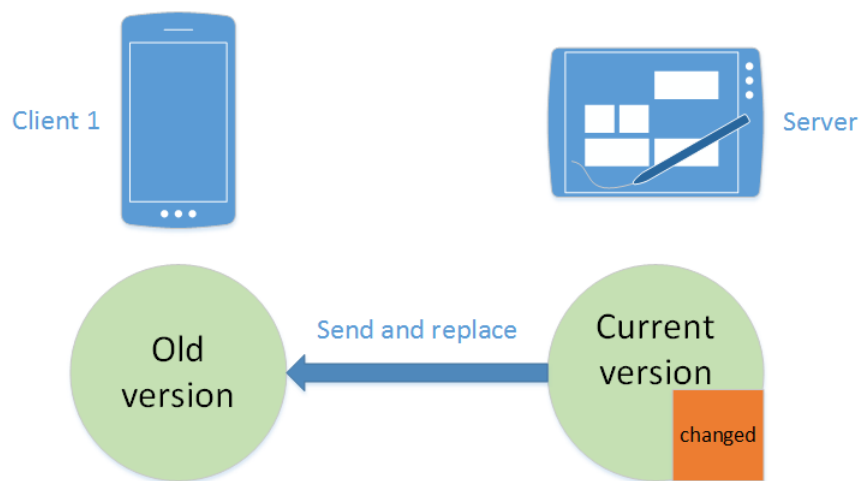 Client 1
Server
Send and replace
Old
version
Current
version
changed